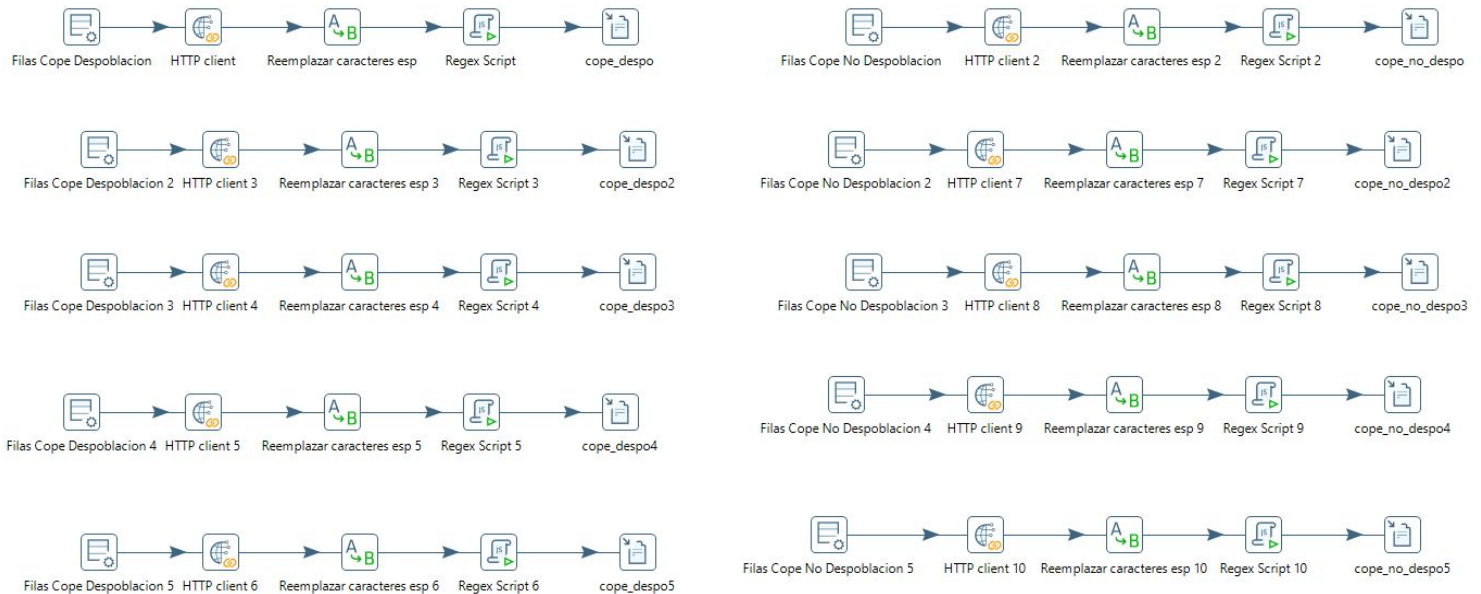 Filas Cope Despoblacion HTTP client Reemplazar caracteres esp Regex Script cope_despo
Filas Cope No Despoblacion HTTP client 2 Reemplazar caracteres esp 2 Regex Script 2 cope_no_despo
Filas Cope Despoblacion 2 HTTP client 3 Reemplazar caracteres esp 3 Regex Script 3 cope_despo2
Filas Cope No Despoblacion 2 HTTP client 7 Reemplazar caracteres esp 7 Regex Script 7 cope_no_despo2
Filas Cope Despoblacion 3 HTTP client 4 Reemplazar caracteres esp 4 Regex Script 4 cope_despo3
Filas Cope No Despoblacion 3 HTTP client 8 Reemplazar caracteres esp 8 Regex Script 8 cope_no_despo3
Filas Cope Despoblacion 4 HTTP client 5 Reemplazar caracteres esp 5 Regex Script 5 cope_despo4
Filas Cope No Despoblacion 4 HTTP client 9 Reemplazar caracteres esp 9 Regex Script 9 cope_no_despo4
Filas Cope Despoblacion 5 HTTP client 6 Reemplazar caracteres esp 6 Regex Script 6 cope_despo5
Filas Cope No Despoblacion 5 HTTP client 10 Reemplazar caracteres esp 10 Regex Script 10 cope_no_despo5